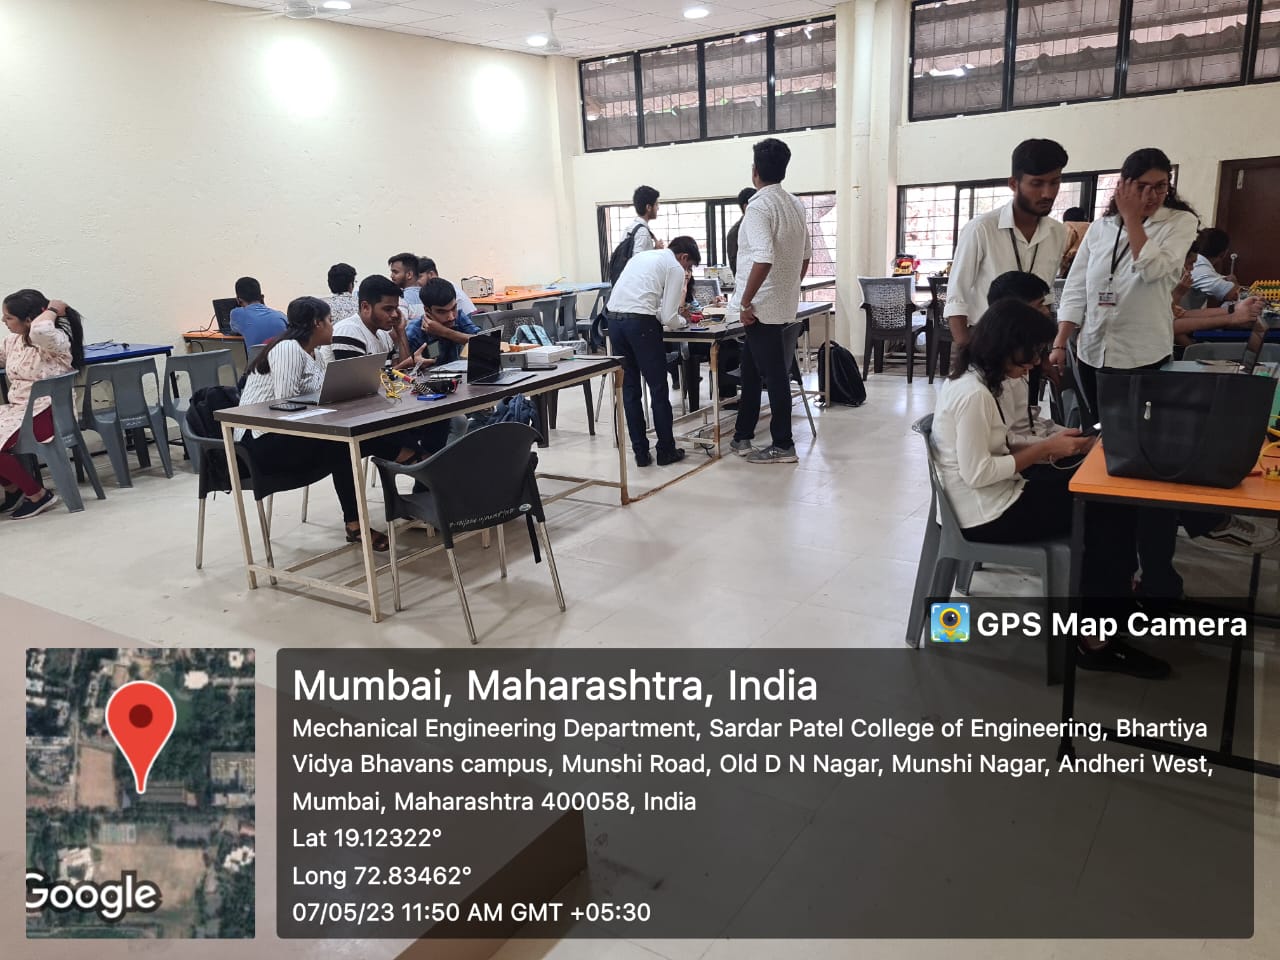 GPS Map Camera
Mumbai, Maharashtra, India
Mechanical Engineering Department, Sardar Patel College of Engineering, Bhartiya
Vidya Bhavans campus, Munshi Road, Old D N Nagar, Munshi Nagar, Andheri West,
Mumbai, Maharashtra 400058, India
Lat 19.12322°
Long 72.83462°
07/05/23 11:50 AM GMT +05:30
Google